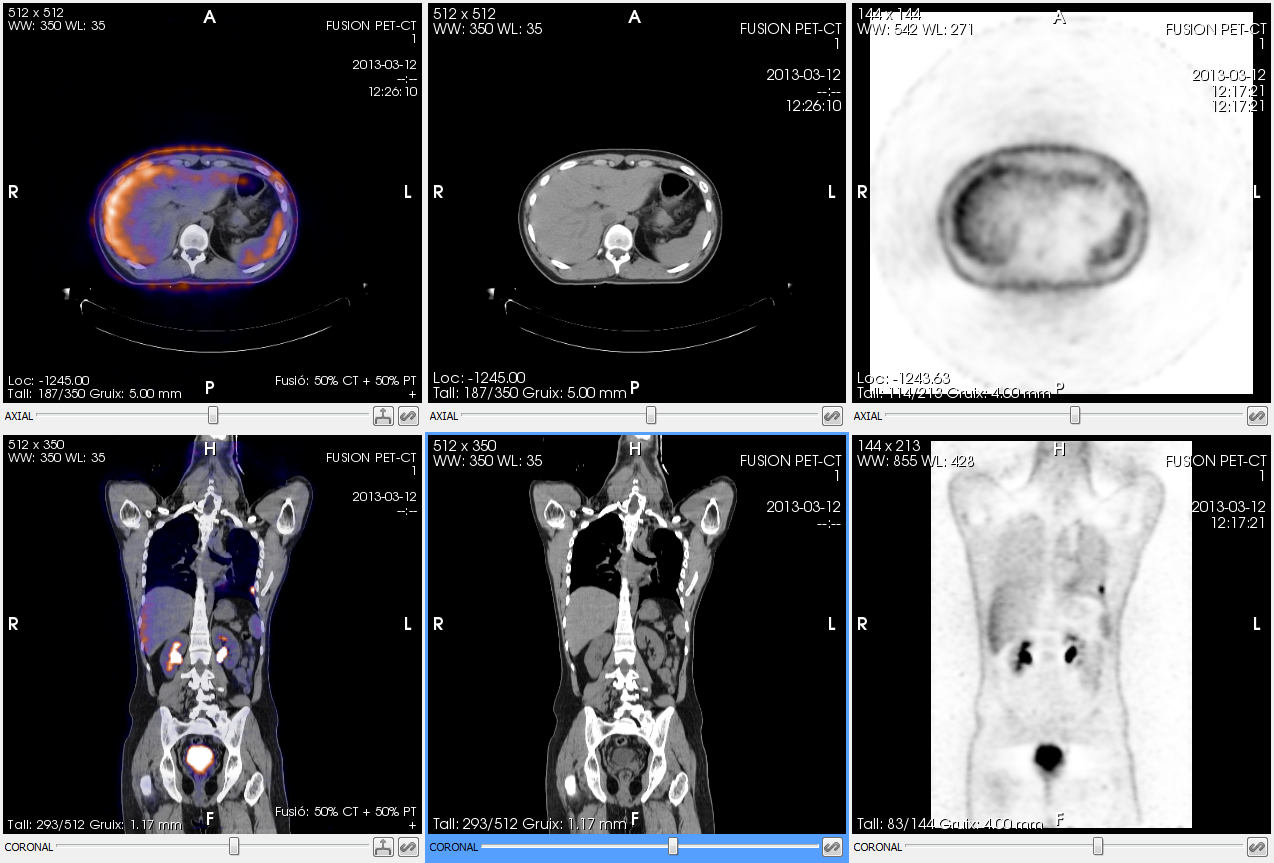 512 x 512
WW: 350 WL: 35
A
FUSION PET-CT
1
2013-03-12
--:--
12:26:10
R
L
Loc: -1245.00
Tall: 187/350 Gruix: 5.00 mm
P
Fusió: 50% CT + 50% PT
+
AXIAL
512 x 512
WW: 350 WL: 35
A
FUSION PET-CT
1
2013-03-12
--:--
12:26:10
R
L
Loc: -1245.00
Tall: 187/350 Gruix: 5.00 mm
P
AXIAL
144 x 144
WW: 542 WL: 271
A
FUSION PET-CT
1
2013-03-12
12:17:21
12:17:21
R
L
Loc: -1243.63
Tall: 114/213 Gruix: 4.00 mm
P
AXIAL
512 x 350
WW: 350 WL: 35
H
FUSION PET-CT
1
2013-03-12
--:--
R
L
Fusió: 50% CT + 50% PT
Tall: 293/512 Gruix: 1.17 mm
F
+
CORONAL
512 x 350
WW: 350 WL: 35
H
FUSION PET-CT
1
2013-03-12
--:--
R
L
Tall: 293/512 Gruix: 1.17 mm
F
CORONAL
144 x 213
WW: 855 WL: 428
H
FUSION PET-CT
1
2013-03-12
12:17:21
R
L
Tall: 83/144 Gruix: 4.00 mm
F
CORONAL